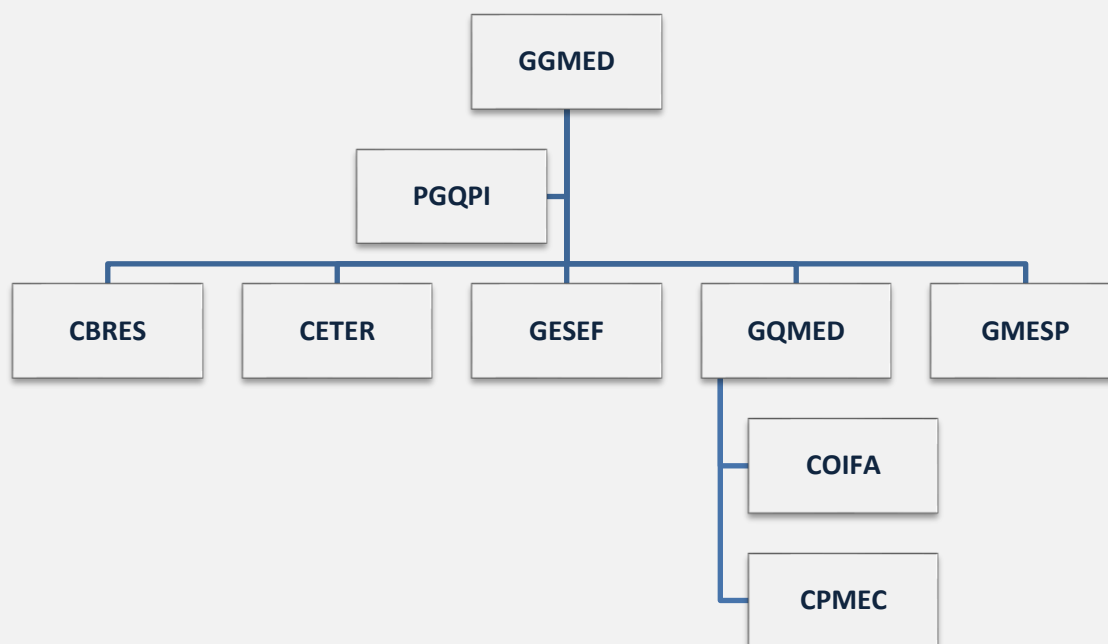 GGMED
PGQPI
CBRES
CETER
GESEF
GQMED
GMESP
COIFA
CPMEC